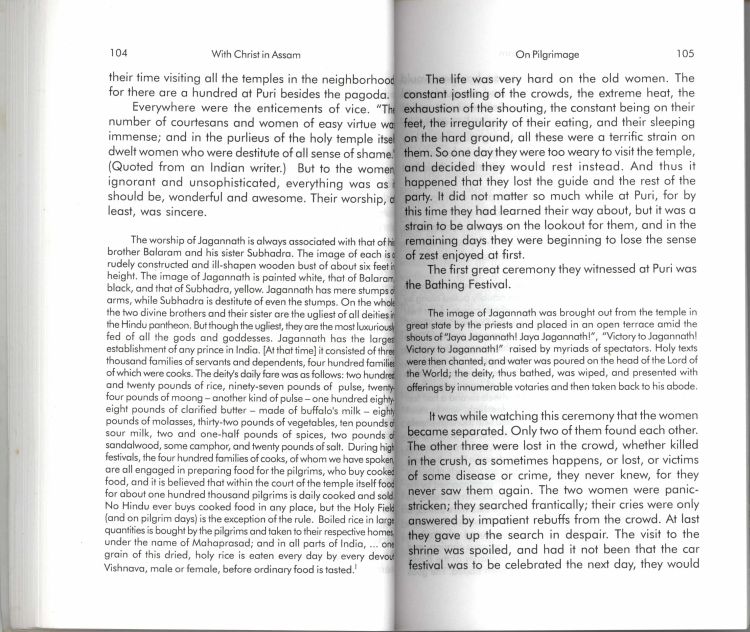 104 With Christ in Assam
their time visiting all the temples in the neighborhood
for there are a hundred at Puri besides the pagoda.
Everywhere were the enticements of vice. “Th
number of courtesans and women of easy virtue wa
immense; and in the purlieus of the holy temple itsel
dwelt women who were destitute of all sense of shame.”
(Quoted from an Indian writer.) But to the women
ignorant and unsophisticated, everything was as i
should be, wonderful and awesome. Their worship,
least, was sincere.
The worship of Jagannath is always associated with that of hi
brother Balaram and his sister Subhadra. The image of each is
rudely constructed and ill-shapen wooden bust of about six feet i
height. The image of Jagannath is painted white, that of Balaram
black, and that of Subhadra, yellow. Jagannath has mere stumps
arms, while Subhadra is destitute of even the stumps. On the whole
the two divine brothers and their sister are the ugliest of all deities i
the Hindu pantheon. But though the ugliest, they are the most luxurious
fed of all the gods and goddesses. Jagannath has the larges
establishment of any prince in India. [At that time] it consisted of three
thousand families of servants and dependents, four hundred familie
of which were cooks. The deity's daily fare was as follows: two hundred
and twenty pounds of rice, ninety-seven pounds of pulse, twenty-
four pounds of moong – another kind of pulse – one hundred eighty-
eight pounds of clarified butter – made of buffalo's milk – eighty
pounds of molasses, thirty-two pounds of vegetables, ten pounds o
sour milk, two and one-half pounds of spices, two pounds o
sandalwood, some camphor, and twenty pounds of salt. During high
festivals, the four hundred families of cooks, of whom we have spoken
are all engaged in preparing food for the pilgrims, who buy cooked
food, and it is believed that within the court of the temple itself food
for about one hundred thousand pilgrims is daily cooked and sold.
No Hindu ever buys cooked food in any place, but the Holy Field
(and on pilgrim days) is the exception of the rule. Boiled rice in large
quantities is bought by the pilgrims and taken to their respective homes
under the name of Mahaprasad; and in all parts of India, ... one
grain of this dried, holy rice is eaten every day by every devou
Vishnava, male or female, before ordinary food is tasted.¹
On Pilgrimage 105
The life was very hard on the old women. The
constant jostling of the crowds, the extreme heat, the
exhaustion of the shouting, the constant being on their
feet, the irregularity of their eating, and their sleeping
on the hard ground, all these were a terrific strain on
them. So one day they were too weary to visit the temple,
and decided they would rest instead. And thus it
happened that they lost the guide and the rest of the
party. It did not matter so much while at Puri, for by
this time they had learned their way about, but it was a
strain to be always on the lookout for them, and in the
remaining days they were beginning to lose the sense
of zest enjoyed at first.
The first great ceremony they witnessed at Puri was
the Bathing Festival.
The image of Jagannath was brought out from the temple in
great state by the priests and placed in an open terrace amid the
shouts of “Jaya Jagannath! Jaya Jagannath!”, “Victory to Jagannath!
Victory to Jagannath!” raised by myriads of spectators. Holy texts
were then chanted, and water was poured on the head of the Lord of
the World; the deity, thus bathed, was wiped, and presented with
offerings by innumerable votaries and then taken back to his abode.
It was while watching this ceremony that the women
became separated. Only two of them found each other.
The other three were lost in the crowd, whether killed
in the crush, as sometimes happens, or lost, or victims
of some disease or crime, they never knew, for they
never saw them again. The two women were panic-
stricken; they searched frantically; their cries were only
answered by impatient rebuffs from the crowd. At last
they gave up the search in despair. The visit to the
shrine was spoiled, and had it not been that the car
festival was to be celebrated the next day, they would